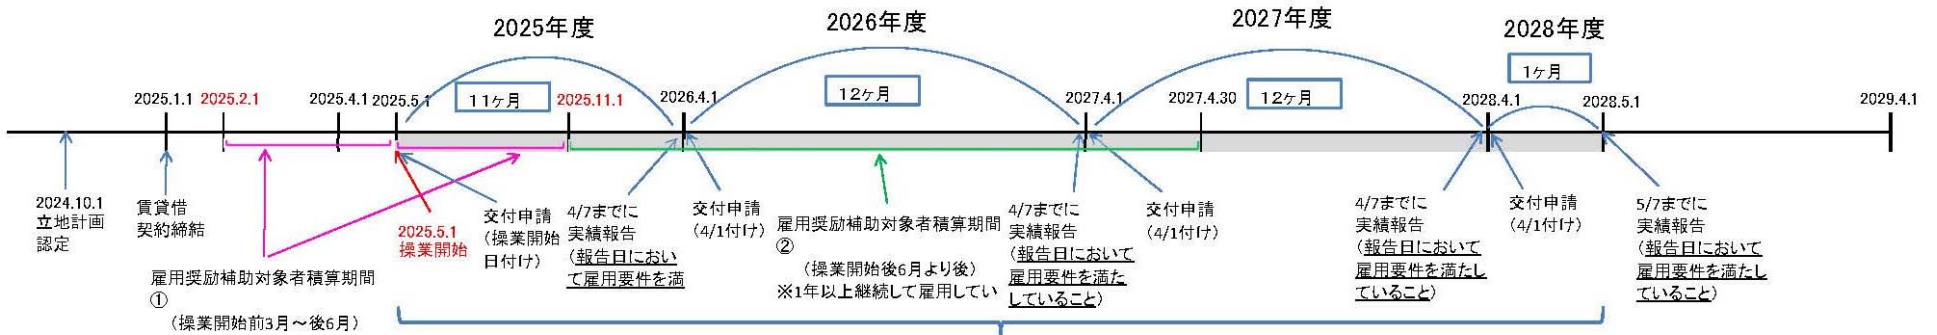 2025年度
2026年度
2027年度
2028年度
11ヶ月
12ヶ月
12ヶ月
1ヶ月
2025.1.1
2025.2.1
2025.4.1
2025.5.1
2025.11.1
2026.4.1
2027.4.1
2027.4.30
2028.4.1
2028.5.1
2029.4.1
2024.10.1
立地計画
認定
賃貸借
契約締結
雇用奨励補助対象者積算期間
①
(操業開始前3月～後6月)
2025.5.1
操業開始
交付申請
(操業開始
日付け)
4/7までに
実績報告
(報告日におい
て雇用要件を満
交付申請
(4/1付け)
雇用奨励補助対象者積算期間
②
(操業開始後6月より後)
※1年以上継続して雇用してい
4/7までに
実績報告
(報告日において
雇用要件を満た
していること)
交付申請
(4/1付け)
4/7までに
実績報告
(報告日において
雇用要件を満たし
ていること)
交付申請
(4/1付け)
5/7までに
実績報告
(報告日において
雇用要件を満たし
ていること)